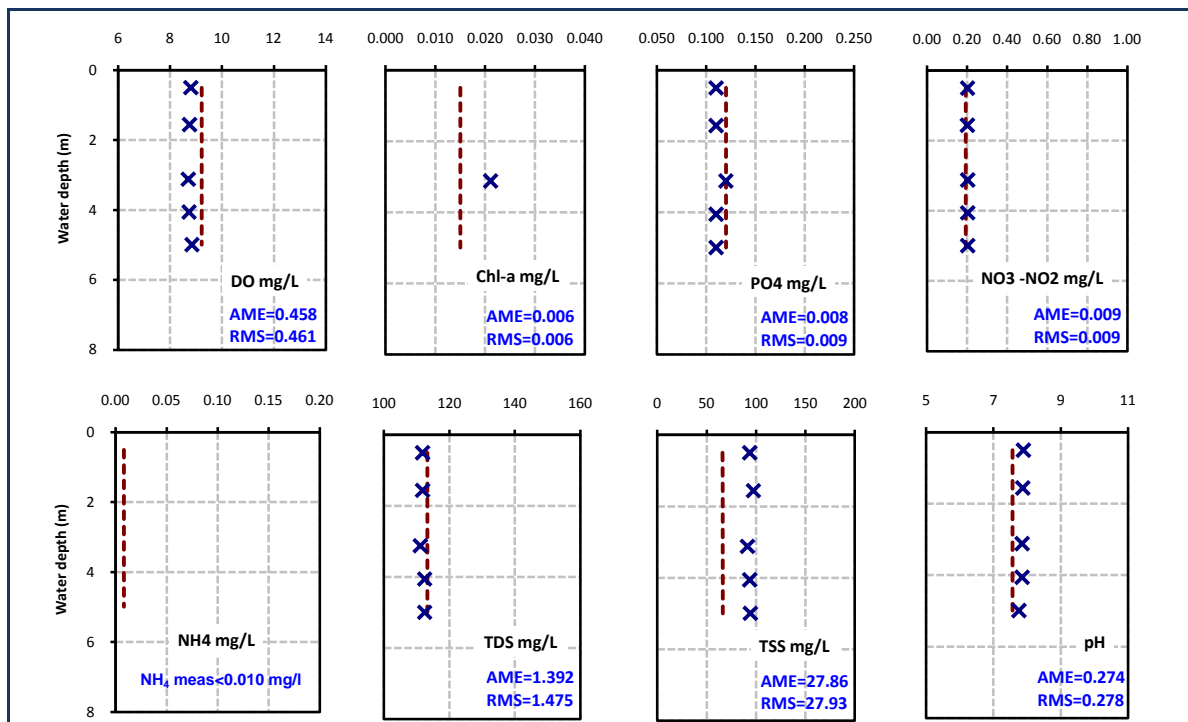 6 8 10 12 14
0.000 0.010 0.020 0.030 0.040
0.050 0.100 0.150 0.200 0.250
0.00 0.20 0.40 0.60 0.80 1.00
0
2
4
6
8
Water depth (m)
DO mg/L
AME=0.458
RMS=0.461
Chl-a mg/L
AME=0.006
RMS=0.006
PO4 mg/L
AME=0.008
RMS=0.009
NO3 -NO2 mg/L
AME=0.009
RMS=0.009
0.00 0.05 0.10 0.15 0.20
100 120 140 160
0 50 100 150 200
5 7 9 11
0
2
4
6
8
Water depth (m)
NH4 mg/L
NH₄ meas<0.010 mg/l
TDS mg/L
AME=1.392
RMS=1.475
TSS mg/L
AME=27.86
RMS=27.93
pH
AME=0.274
RMS=0.278